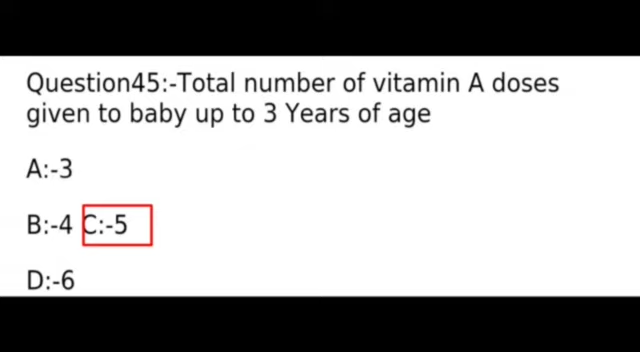 Question45:-Total number of vitamin A doses
given to baby up to 3 Years of age
A:-3
B:-4 C:-5
D:-6